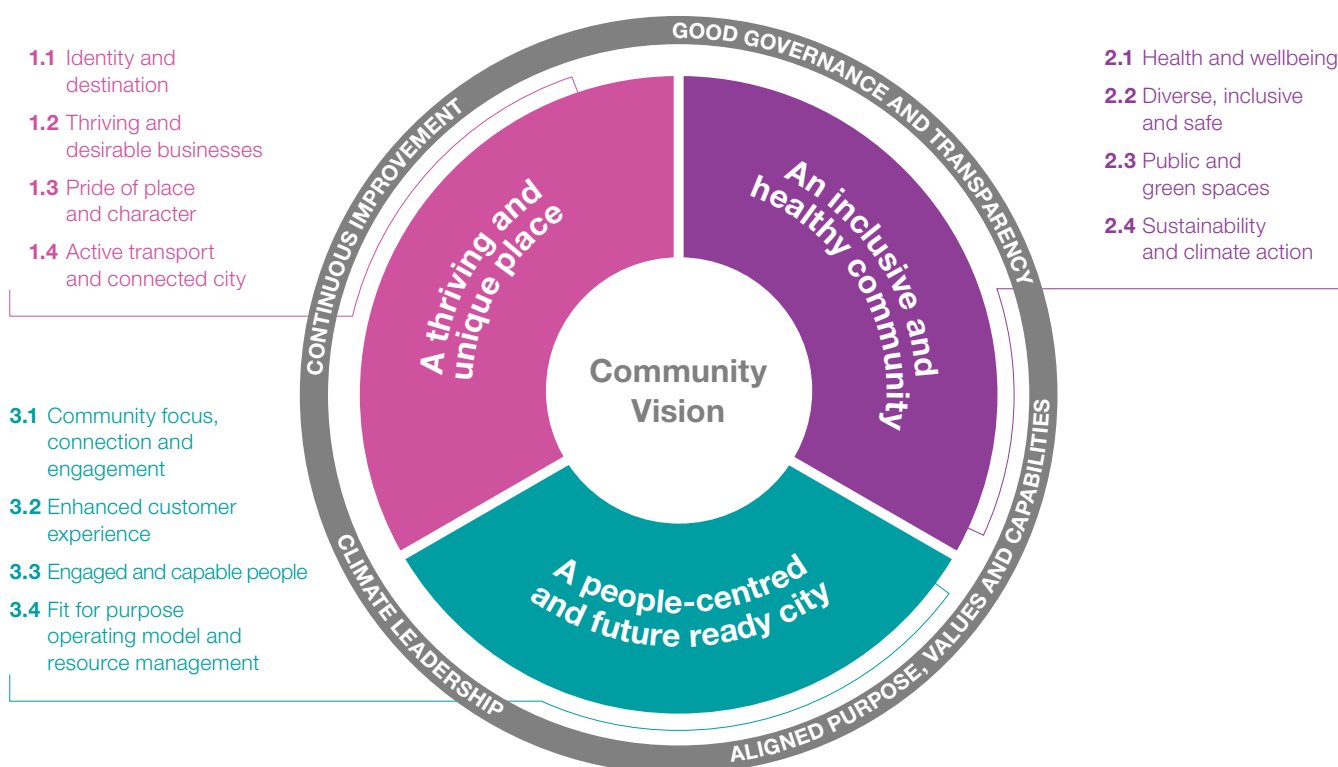 1.1 Identity and
destination
1.2 Thriving and
desirable businesses
1.3 Pride of place
and character
1.4 Active transport
and connected city
2.1 Health and wellbeing
2.2 Diverse, inclusive
and safe
2.3 Public and
green spaces
2.4 Sustainability
and climate action
3.1 Community focus,
connection and
engagement
3.2 Enhanced customer
experience
3.3 Engaged and capable people
3.4 Fit for purpose
operating model and
resource management
CONTINUOUS IMPROVEMENT
GOOD GOVERNANCE AND TRANSPARENCY
ALIGNED PURPOSE, VALUES AND CAPABILITIES
CLIMATE LEADERSHIP
A thriving and
unique place
An inclusive and
healthy community
A people-centred
and future ready city
Community
Vision